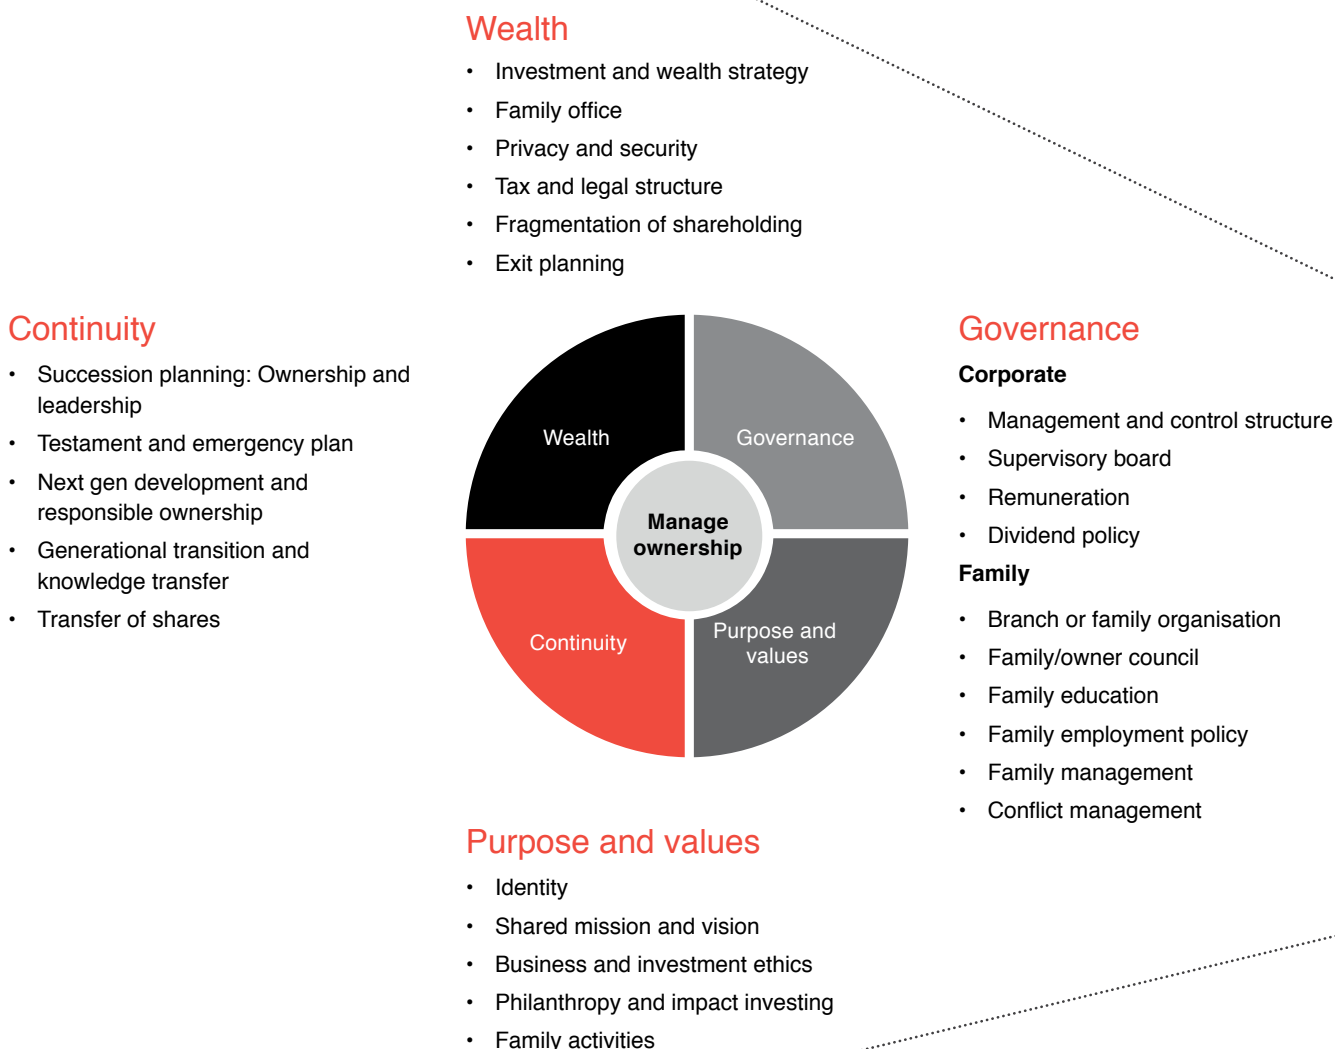 Wealth
• Investment and wealth strategy
• Family office
• Privacy and security
• Tax and legal structure
• Fragmentation of shareholding
• Exit planning
Continuity
• Succession planning: Ownership and
leadership
• Testament and emergency plan
• Next gen development and
responsible ownership
• Generational transition and
knowledge transfer
• Transfer of shares
Wealth
Governance
Manage
ownership
Continuity
Purpose and
values
Governance
Corporate
• Management and control structure
• Supervisory board
• Remuneration
• Dividend policy
Family
• Branch or family organisation
• Family/owner council
• Family education
• Family employment policy
• Family management
• Conflict management
Purpose and values
• Identity
• Shared mission and vision
• Business and investment ethics
• Philanthropy and impact investing
• Family activities